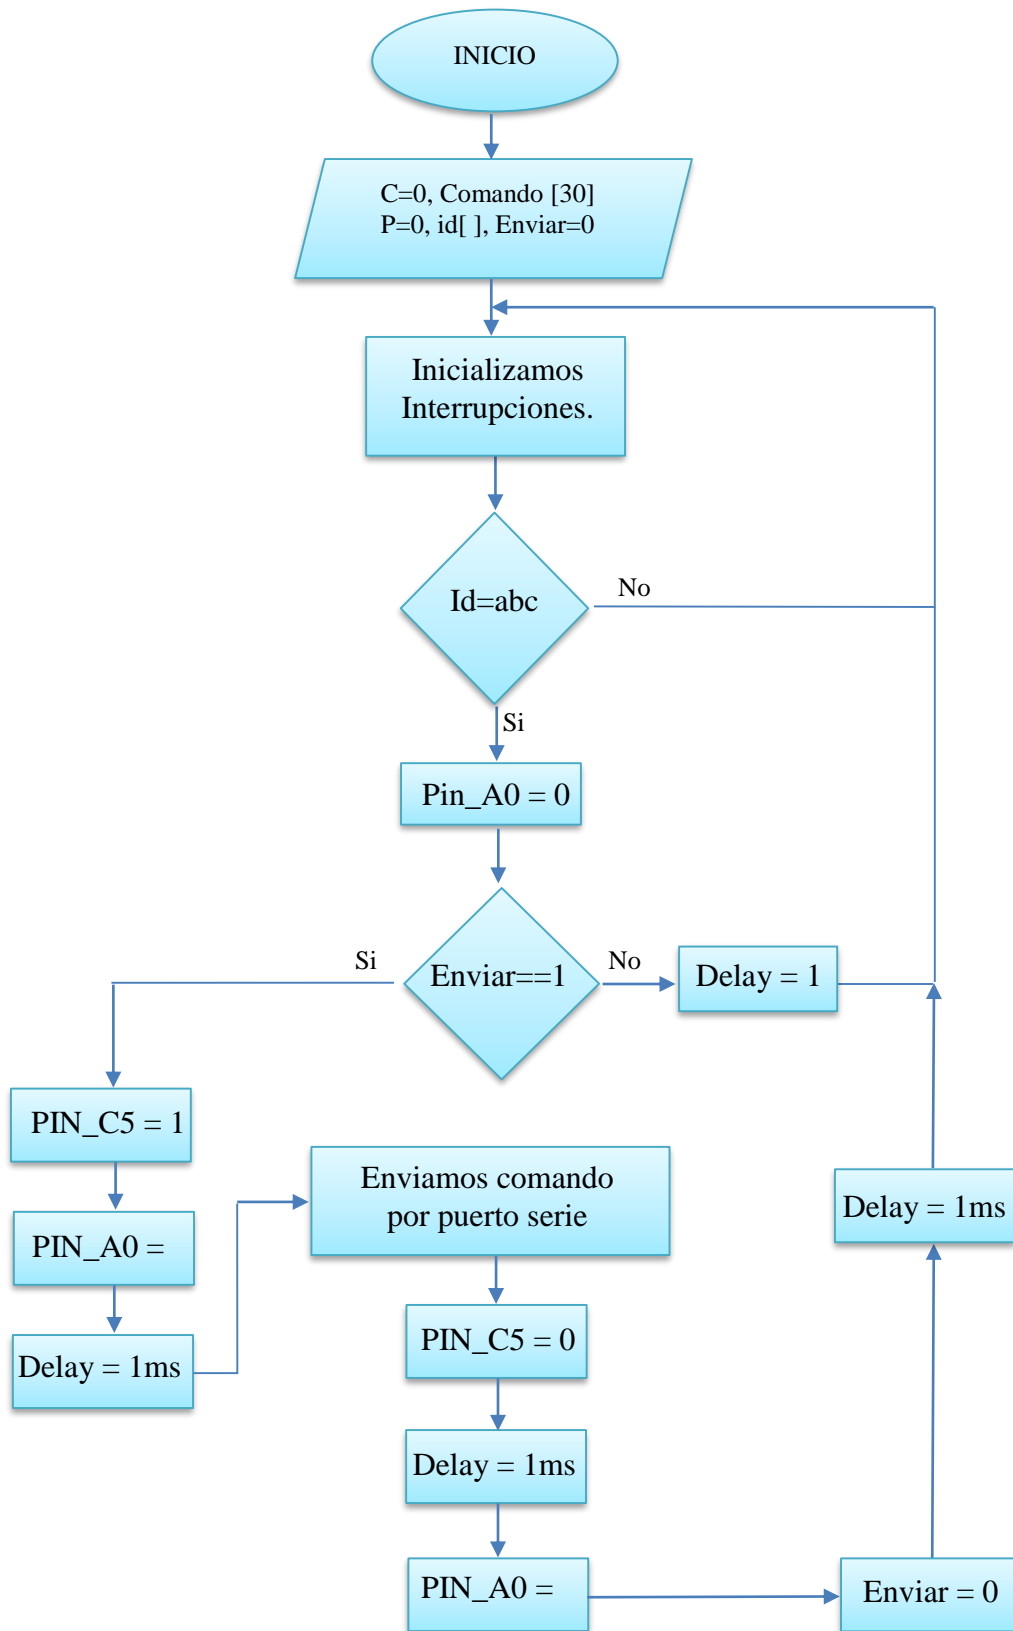 INICIO
C=0, Comando [30]
P=0, id[ ], Enviar=0
Inicializamos
Interrupciones.
Id=abc
No
Si
Pin_A0 = 0
Si
Enviar==1
No
Delay = 1
PIN_C5 = 1
PIN_A0 =
Delay = 1ms
Enviamos comando
por puerto serie
PIN_C5 = 0
Delay = 1ms
PIN_A0 =
Enviar = 0
Delay = 1ms